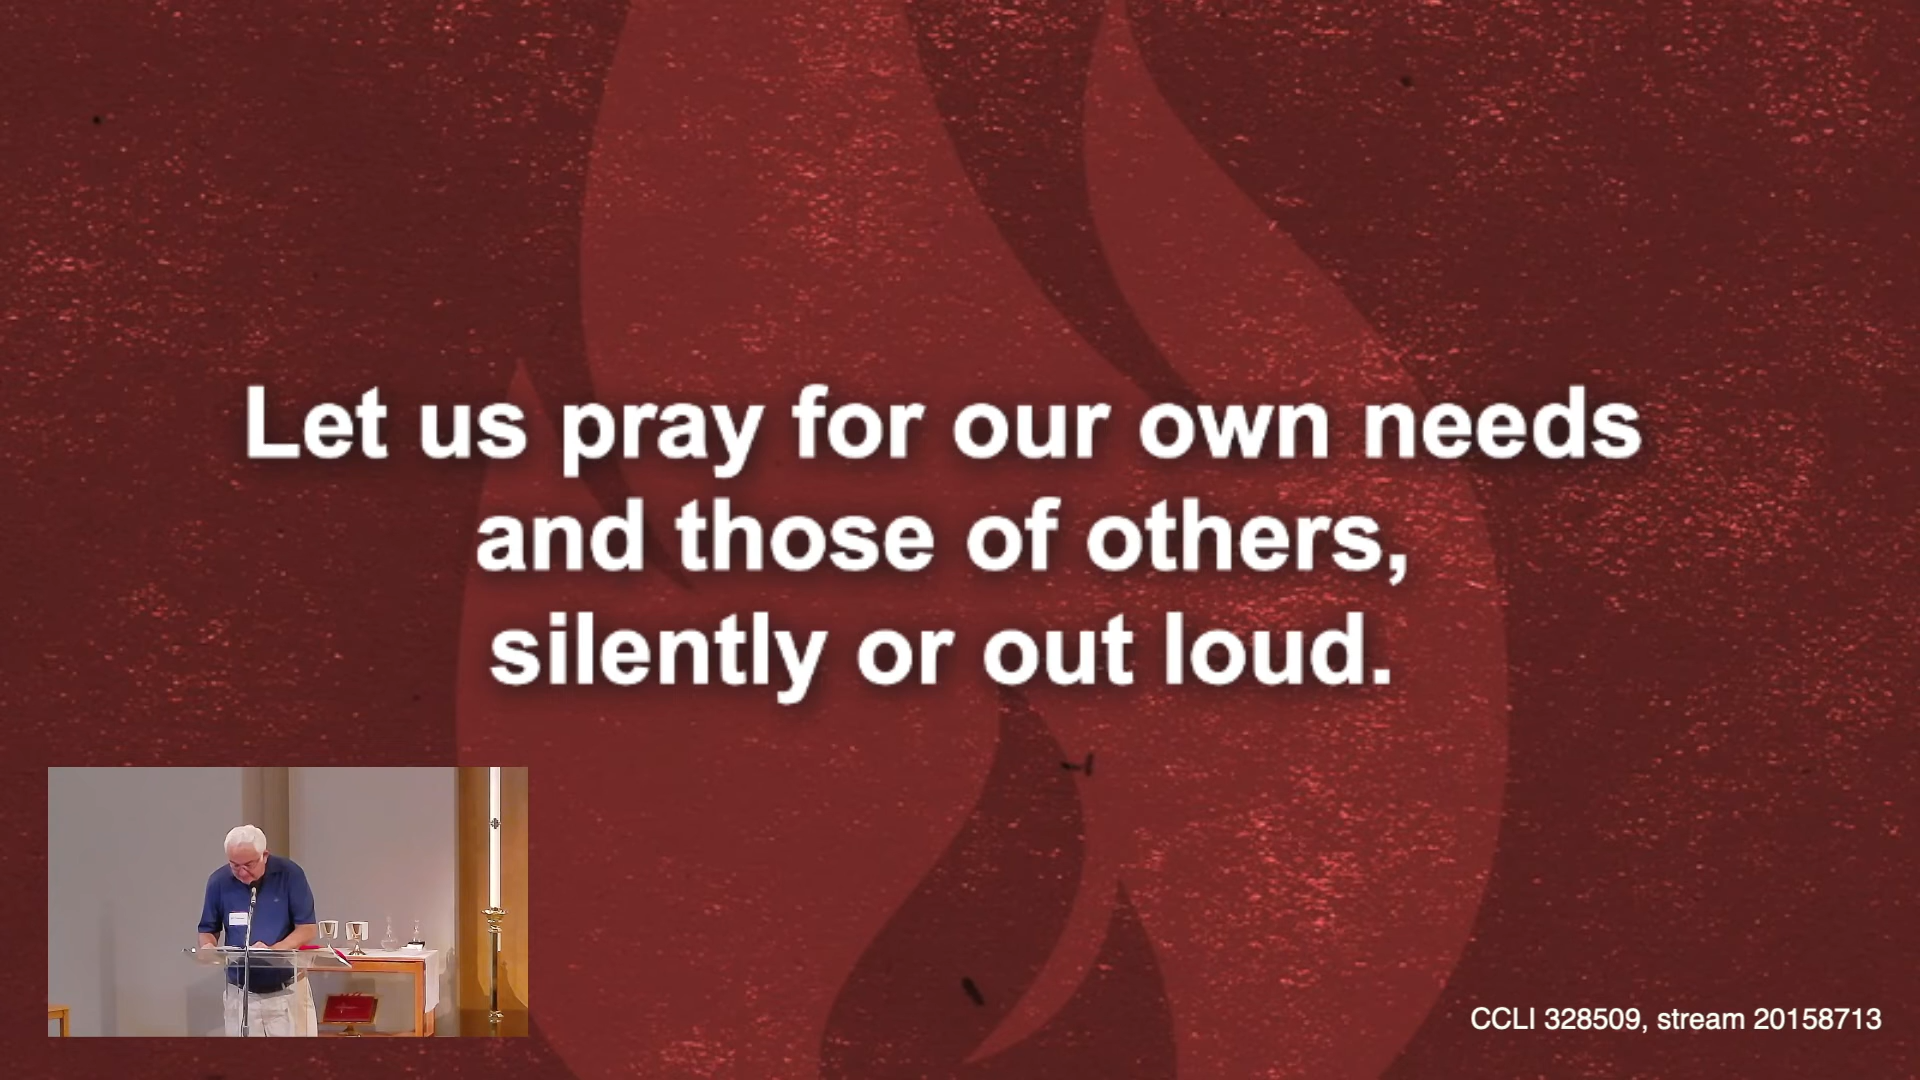 Let us pray for our own needs
and those of others,
silently or out loud.
CCLI 328509, stream 20158713